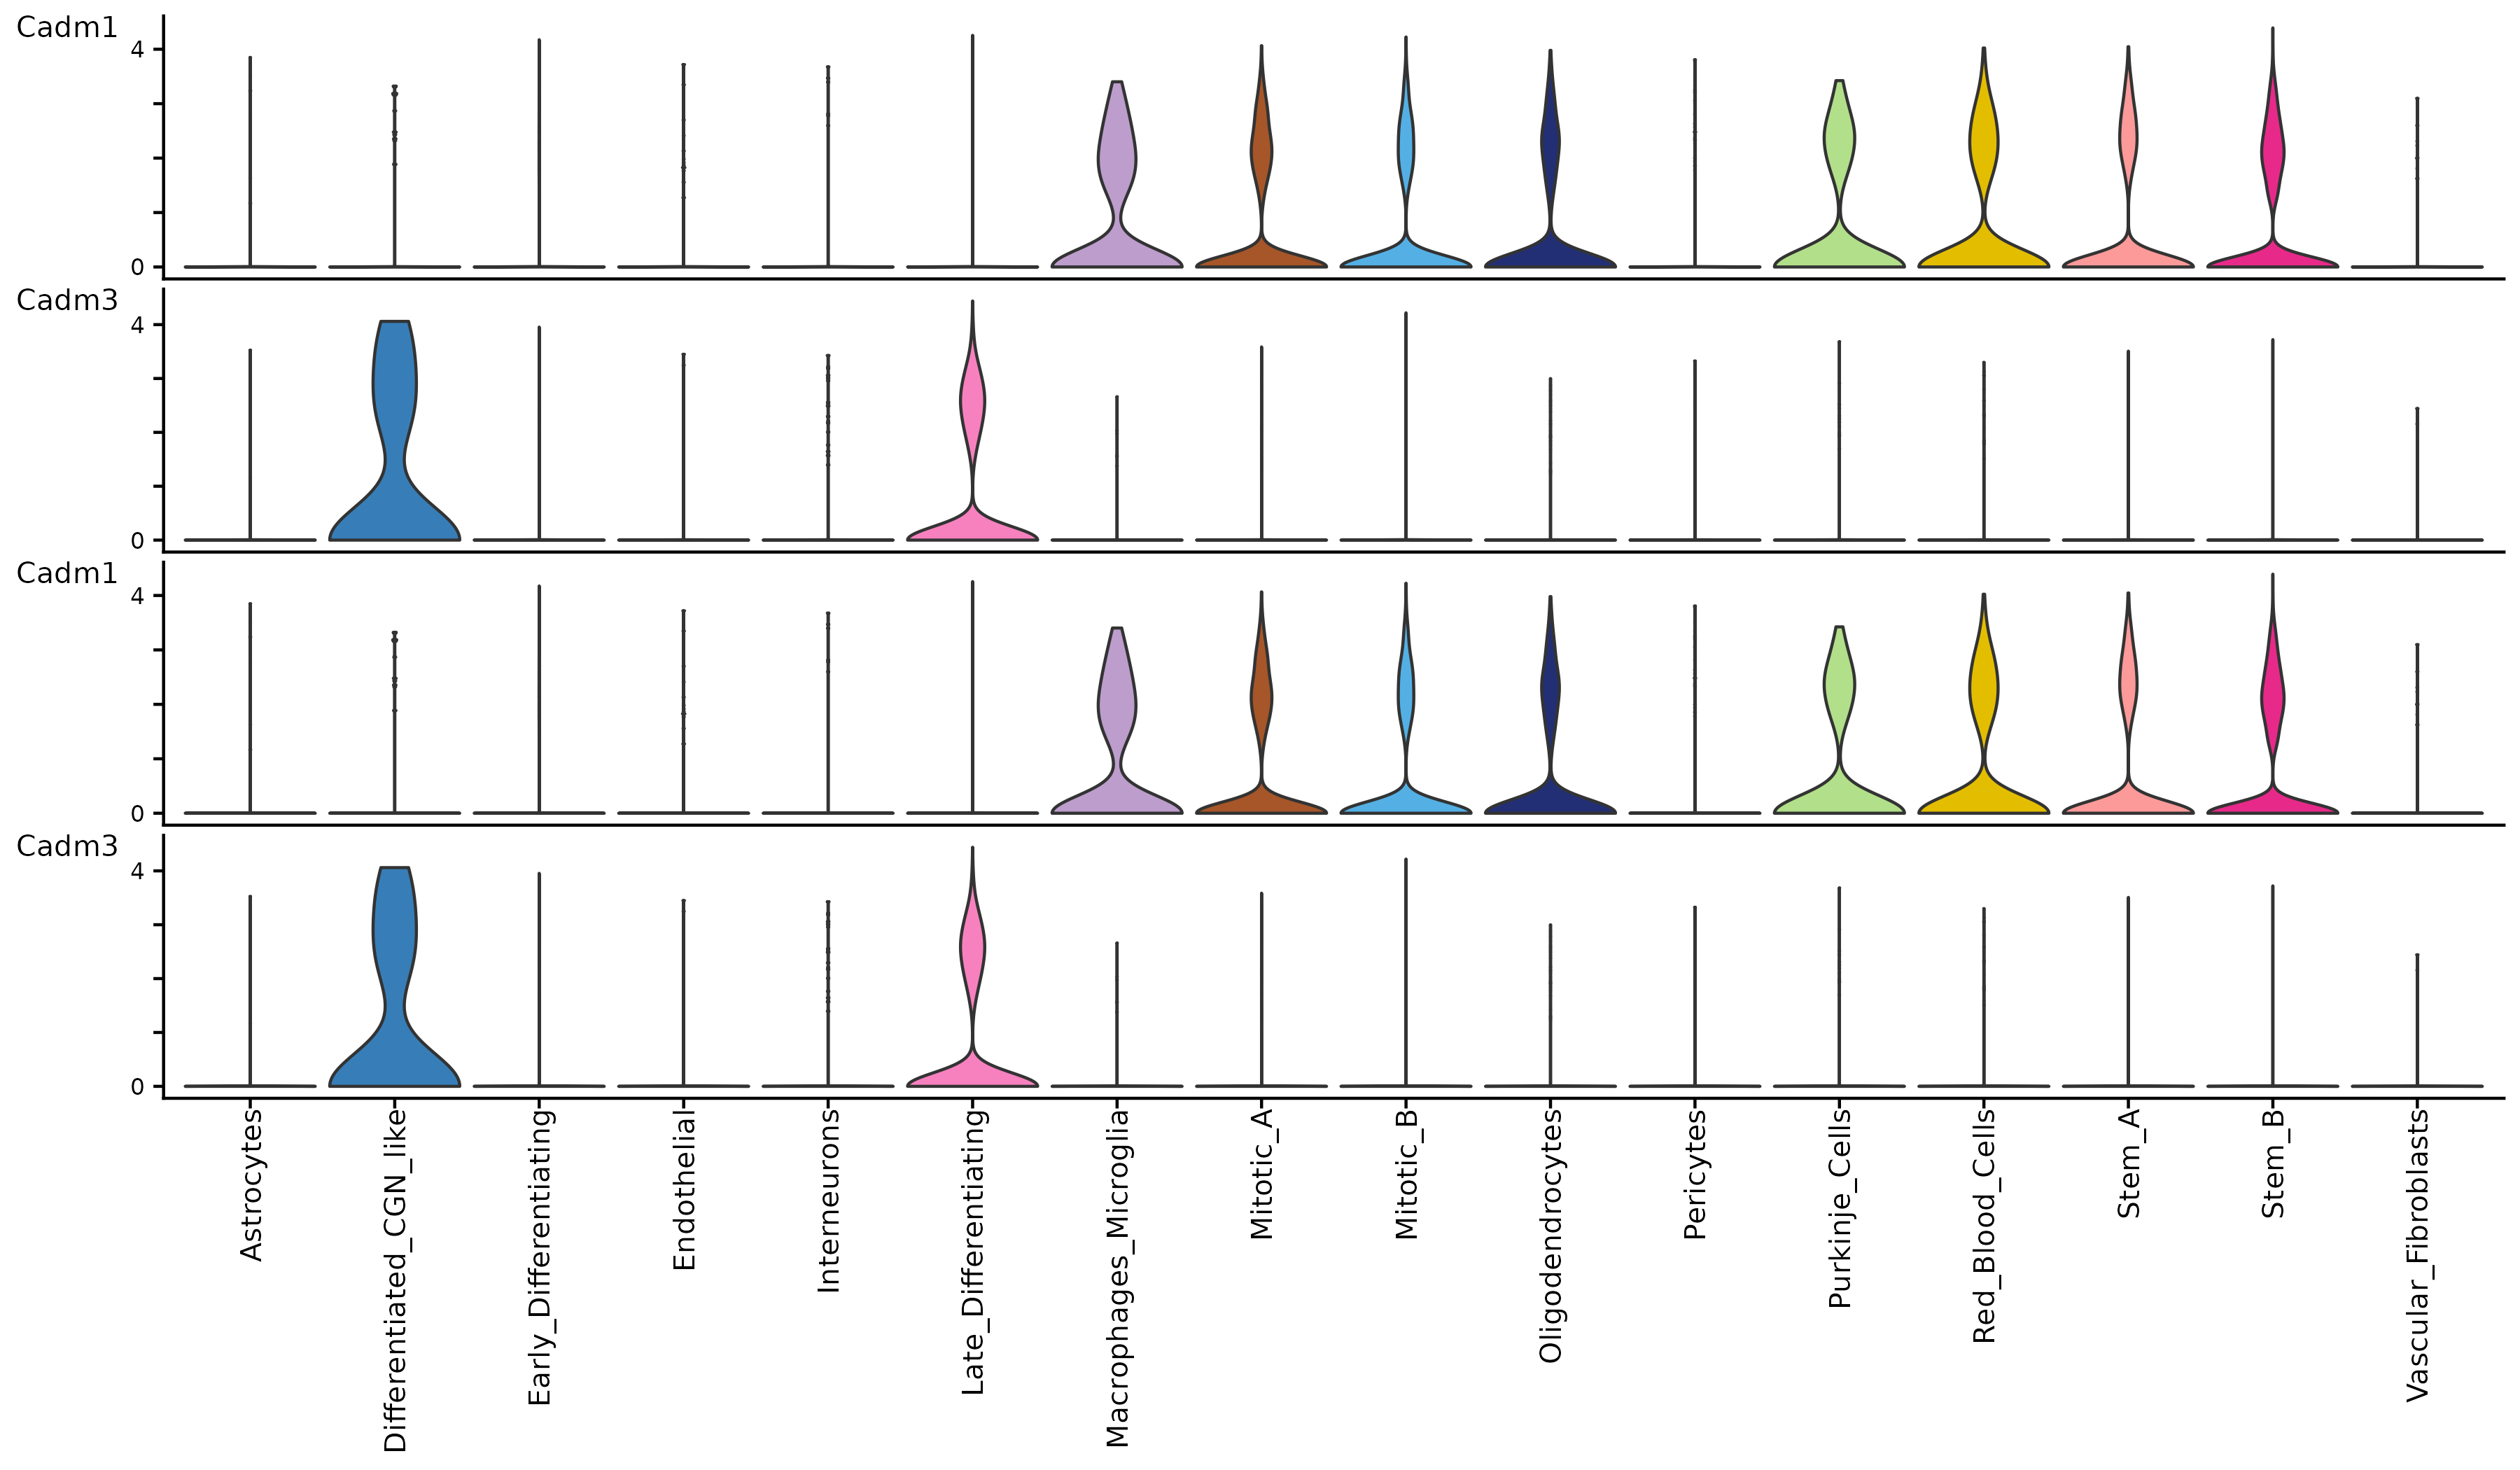 Cadm1
4
0
Cadm3
4
0
Cadm1
4
0
Cadm3
4
0
Astrocytes
Differentiated_CGN_like
Early_Differentiating
Endothelial
Interneurons
Late_Differentiating
Macrophages_Microglia
Mitotic_A
Mitotic_B
Oligodendrocytes
Pericytes
Purkinje_Cells
Red_Blood_Cells
Stem_A
Stem_B
Vascular_Fibroblasts